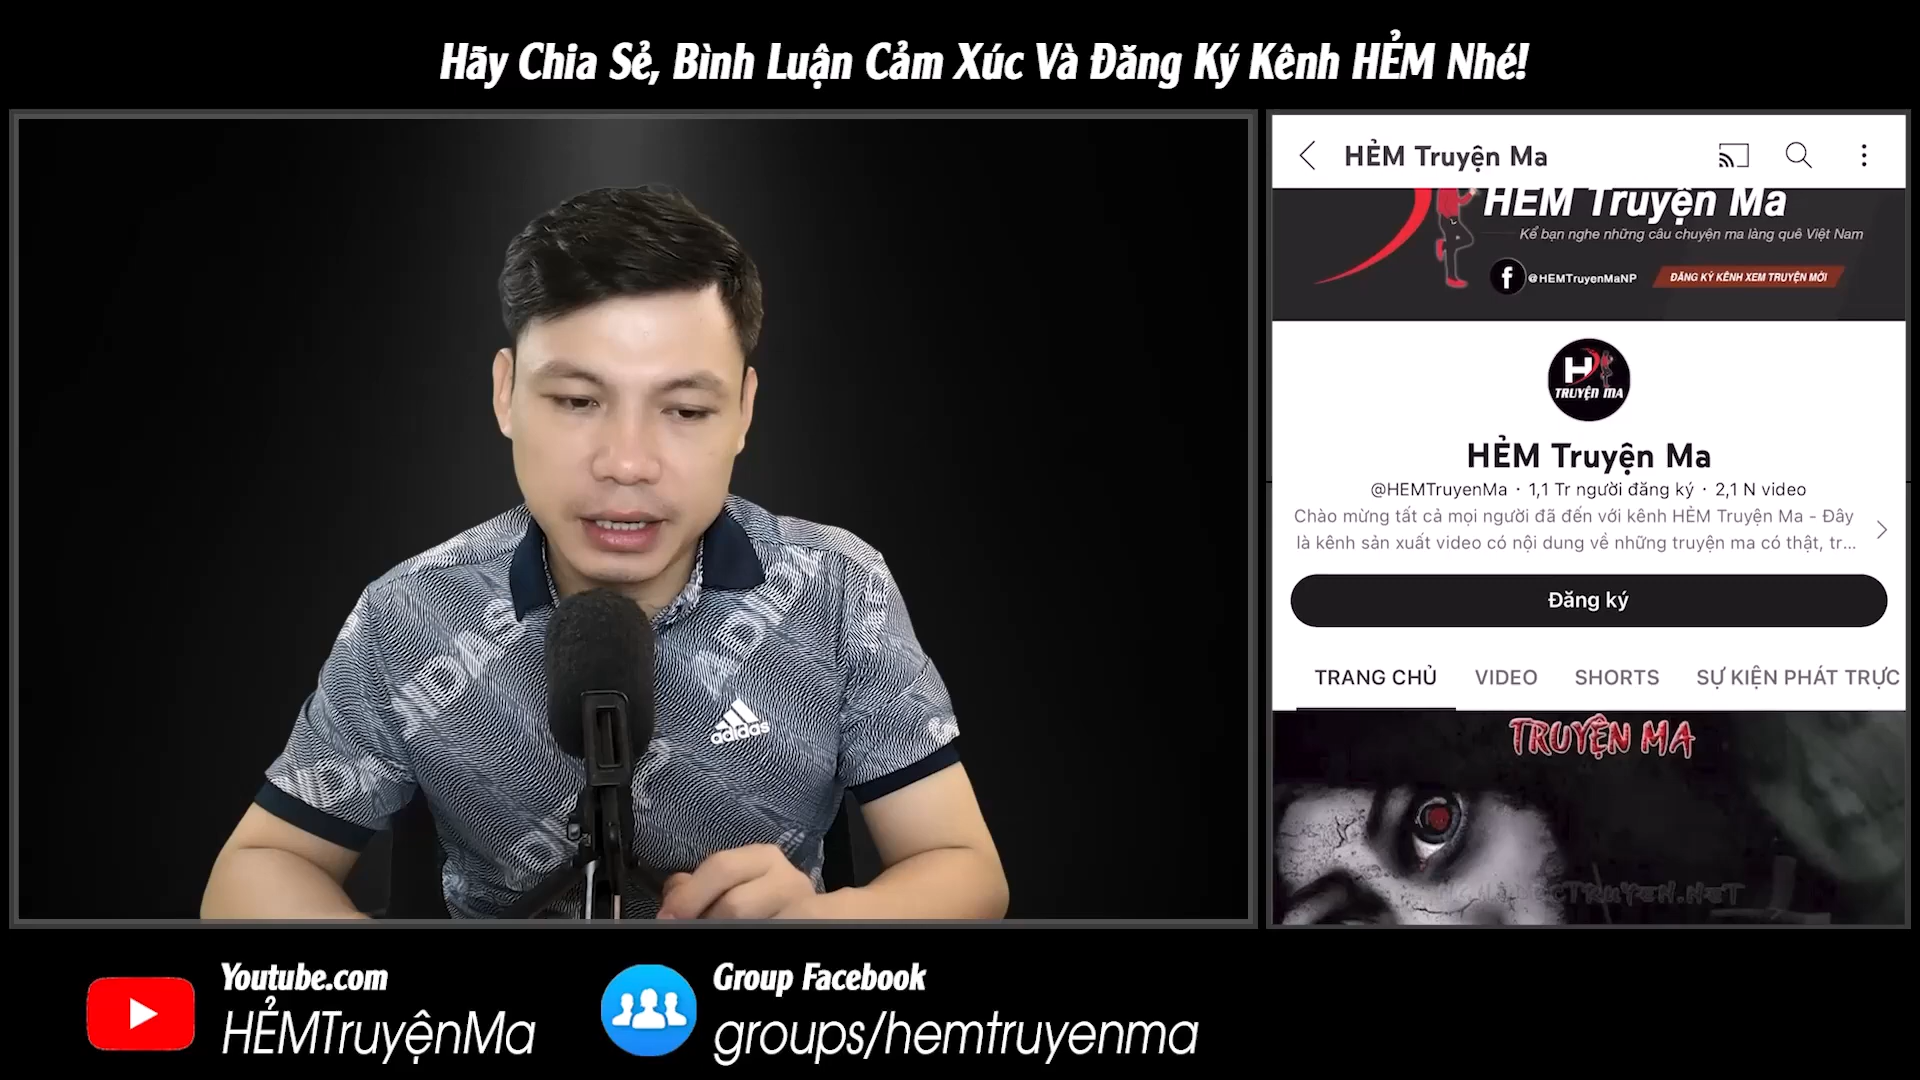 Hãy Chia Sẻ, Bình Luận Cảm Xúc Và Đăng Ký Kênh HẺM Nhé!
HẺM Truyện Ma
HẺM Truyện Ma
Kể bạn nghe những câu chuyện ma làng quê Việt Nam
@HEMTruyenMaNP
ĐĂNG KÝ KÊNH XEM TRUYỆN MỚI
H
TRUYỆN MA
HẺM Truyện Ma
@HEMTruyenMa · 1,1 Tr người đăng ký · 2,1 N video
Chào mừng tất cả mọi người đã đến với kênh HẺM Truyện Ma - Đây
là kênh sản xuất video có nội dung về những truyện ma có thật, tr...
Đăng ký
TRANG CHỦ VIDEO SHORTS SỰ KIỆN PHÁT TRỰC
TRUYỆN MA
adidas
Youtube.com
HẺMTruyệnMa
Group Facebook
groups/hemtruyenma